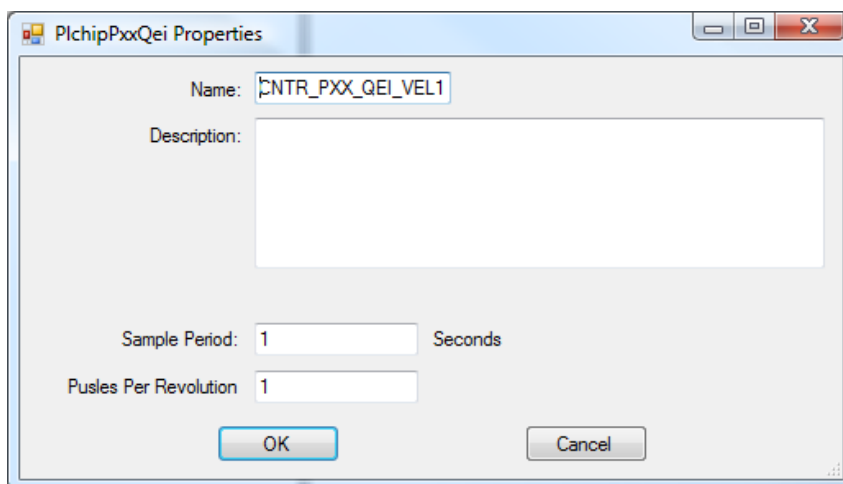 PlchipPxxQei Properties
Name: CNTR_PXX_QEI_VEL1
Description:
Sample Period: 1 Seconds
Pusles Per Revolution 1
OK Cancel